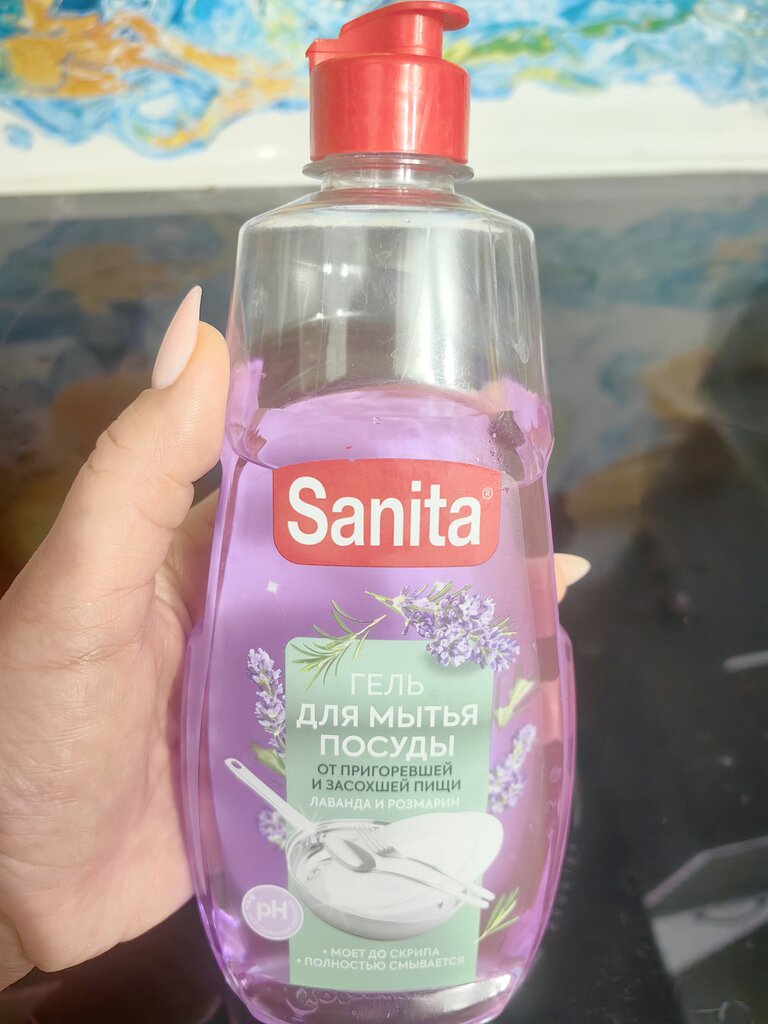 Sanita®
ГЕЛЬ
ДЛЯ МЫТЬЯ
ПОСУДЫ
ОТ ПРИГОРЕВШЕЙ
И ЗАСОХШЕЙ ПИЩИ
ЛАВАНДА И РОЗМАРИН
pH
• МОЕТ ДО СКРИПА
• ПОЛНОСТЬЮ СМЫВАЕТСЯ